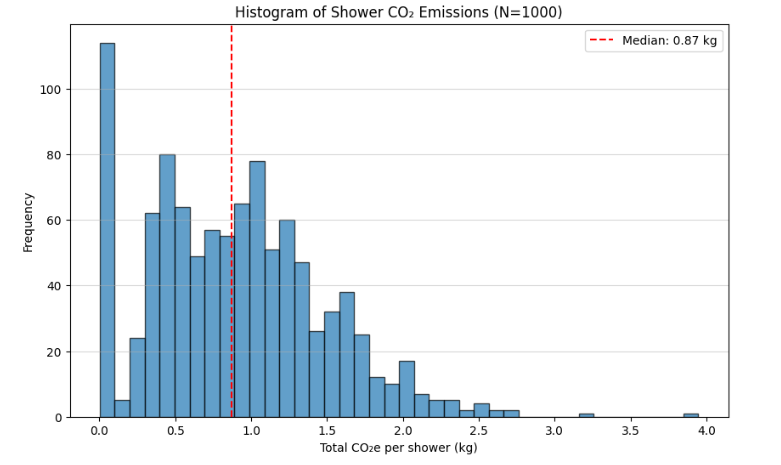 Histogram of Shower CO₂ Emissions (N=1000)
Median: 0.87 kg
100
80
60
40
20
0
Frequency
0.0 0.5 1.0 1.5 2.0 2.5 3.0 3.5 4.0
Total CO₂e per shower (kg)